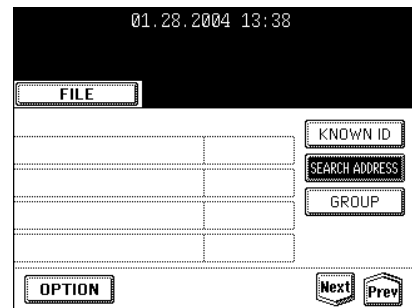 01.28.2004 13:38
FILE
KNOWN ID
SEARCH ADDRESS
GROUP
OPTION
Next
Prev